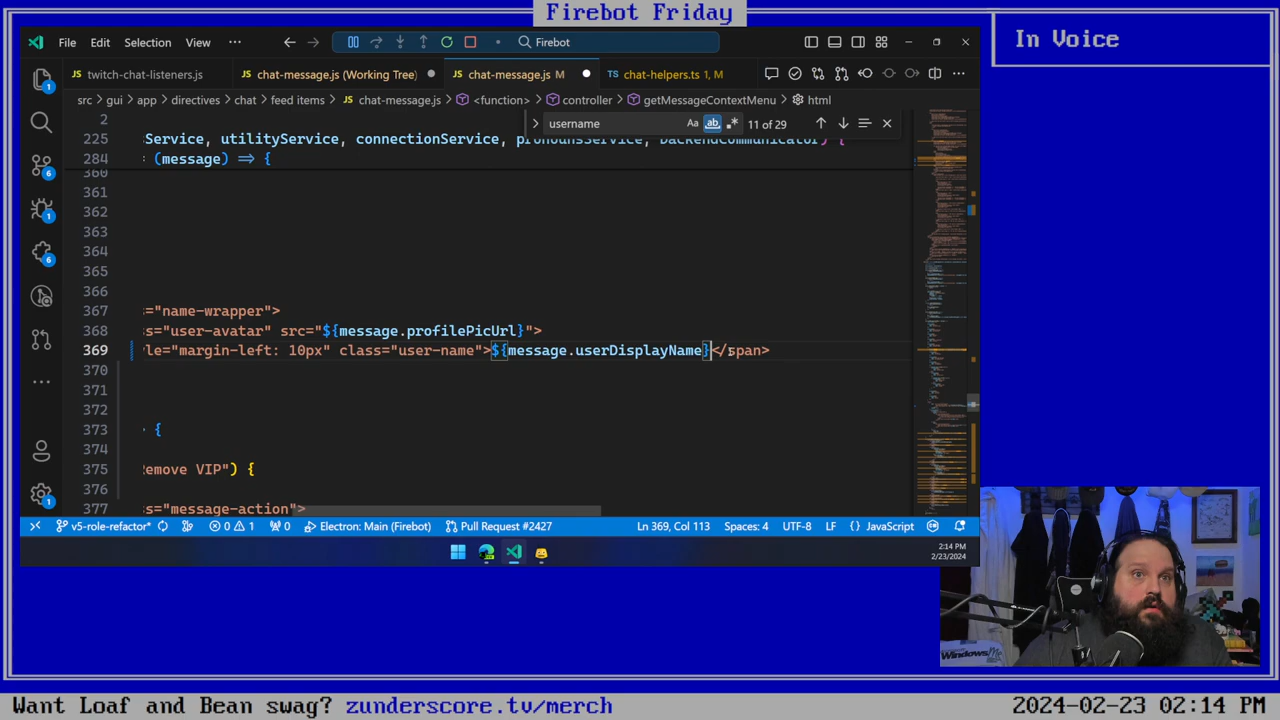 Firebot Friday
In Voice
File Edit Selection View ··· Firebot
twitch-chat-listeners.js chat-message.js (Working Tree) chat-message.js M chat-helpers.ts 1, M
src > gui > app > directives > chat > feed items > chat-message.js > <function> > controller > getMessageContextMenu > html
username Aa ab .* 11 of 29
2
25
284 (message) => {
360
361
362
363
364
365
366
367 ="name-wrapper">
368 ="user-avatar" src="${message.profilePicUrl}">
369 le="margin-left: 10px" class="user-name">${message.userDisplayName}</span>
370
371
372
373 {
374
375 emove VIP") {
376
377 ="message-action">
v5-role-refactor* 0 1 0 Electron: Main (Firebot) Pull Request #2427 Ln 369, Col 113 Spaces: 4 UTF-8 LF {} JavaScript
2:14 PM
2/23/2024
Want Loaf and Bean swag? zunderscore.tv/merch 2024-02-23 02:14 PM